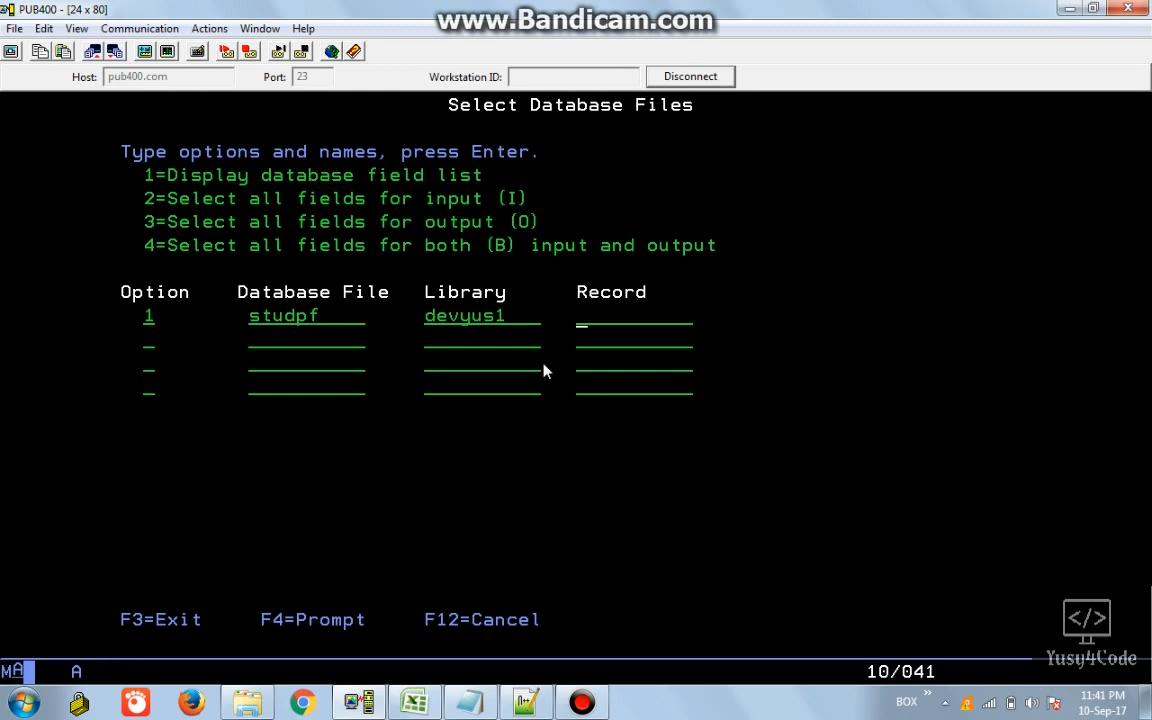 PUB400 - [24 x 80]
www.Bandicam.com
File Edit View Communication Actions Window Help
Host: pub400.com Port: 23 Workstation ID: Disconnect
Select Database Files
Type options and names, press Enter.
1=Display database field list
2=Select all fields for input (I)
3=Select all fields for output (O)
4=Select all fields for both (B) input and output
Option Database File Library Record
1 studpf devyus1
F3=Exit F4=Prompt F12=Cancel
</>
Yusy4Code
MA A 10/041
BOX » 11:41 PM
10-Sep-17